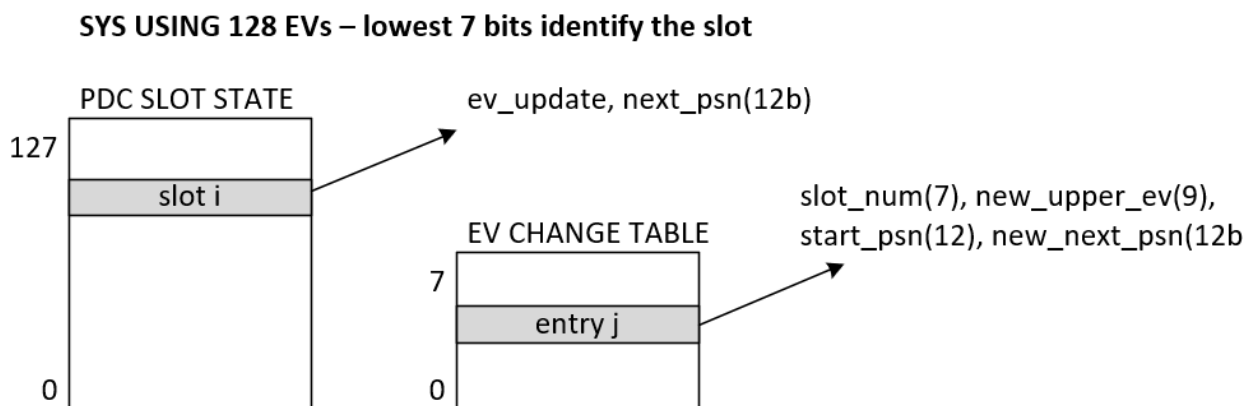 SYS USING 128 EVs – lowest 7 bits identify the slot
PDC SLOT STATE
ev_update, next_psn(12b)
127
slot i
slot_num(7), new_upper_ev(9),
start_psn(12), new_next_psn(12b
EV CHANGE TABLE
7
entry j
0
0